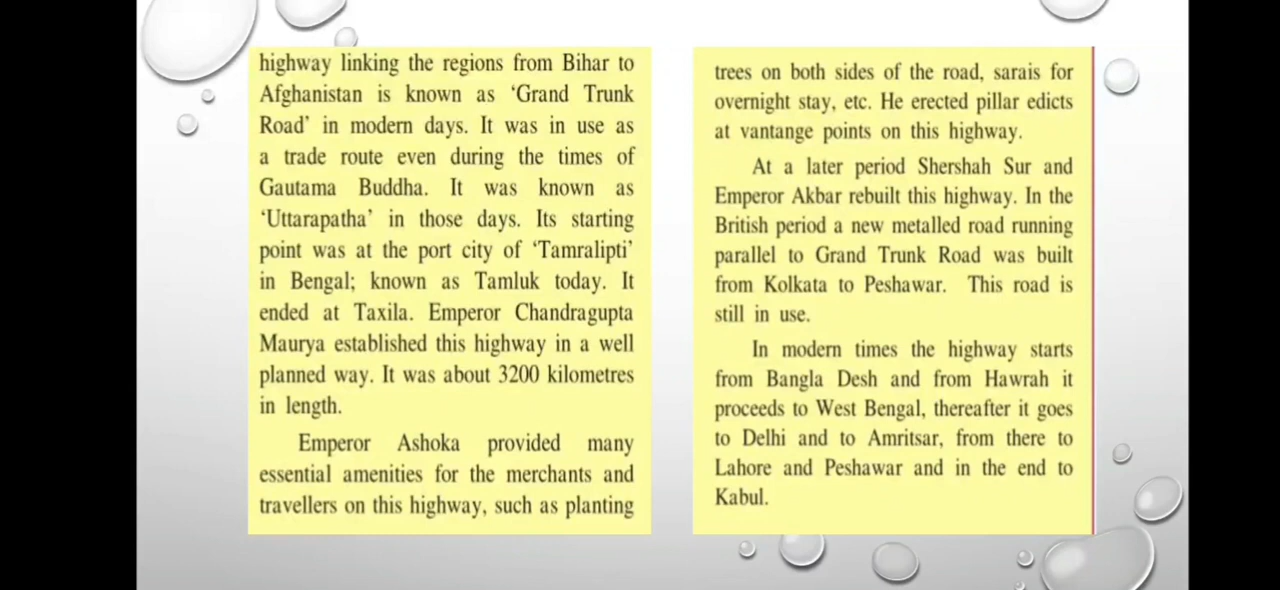 highway linking the regions from Bihar to
Afghanistan is known as ‘Grand Trunk
Road’ in modern days. It was in use as
a trade route even during the times of
Gautama Buddha. It was known as
‘Uttarapatha’ in those days. Its starting
point was at the port city of ‘Tamralipti’
in Bengal; known as Tamluk today. It
ended at Taxila. Emperor Chandragupta
Maurya established this highway in a well
planned way. It was about 3200 kilometres
in length.
Emperor Ashoka provided many
essential amenities for the merchants and
travellers on this highway, such as planting
trees on both sides of the road, sarais for
overnight stay, etc. He erected pillar edicts
at vantange points on this highway.
At a later period Shershah Sur and
Emperor Akbar rebuilt this highway. In the
British period a new metalled road running
parallel to Grand Trunk Road was built
from Kolkata to Peshawar. This road is
still in use.
In modern times the highway starts
from Bangla Desh and from Hawrah it
proceeds to West Bengal, thereafter it goes
to Delhi and to Amritsar, from there to
Lahore and Peshawar and in the end to
Kabul.